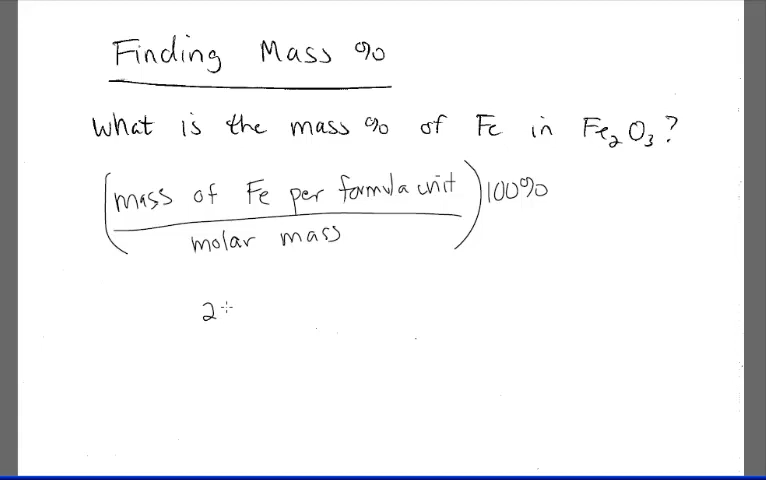 Finding Mass %
What is the mass % of Fe in Fe₂O₃?
(mass of Fe per formula unit / molar mass) 100%
2